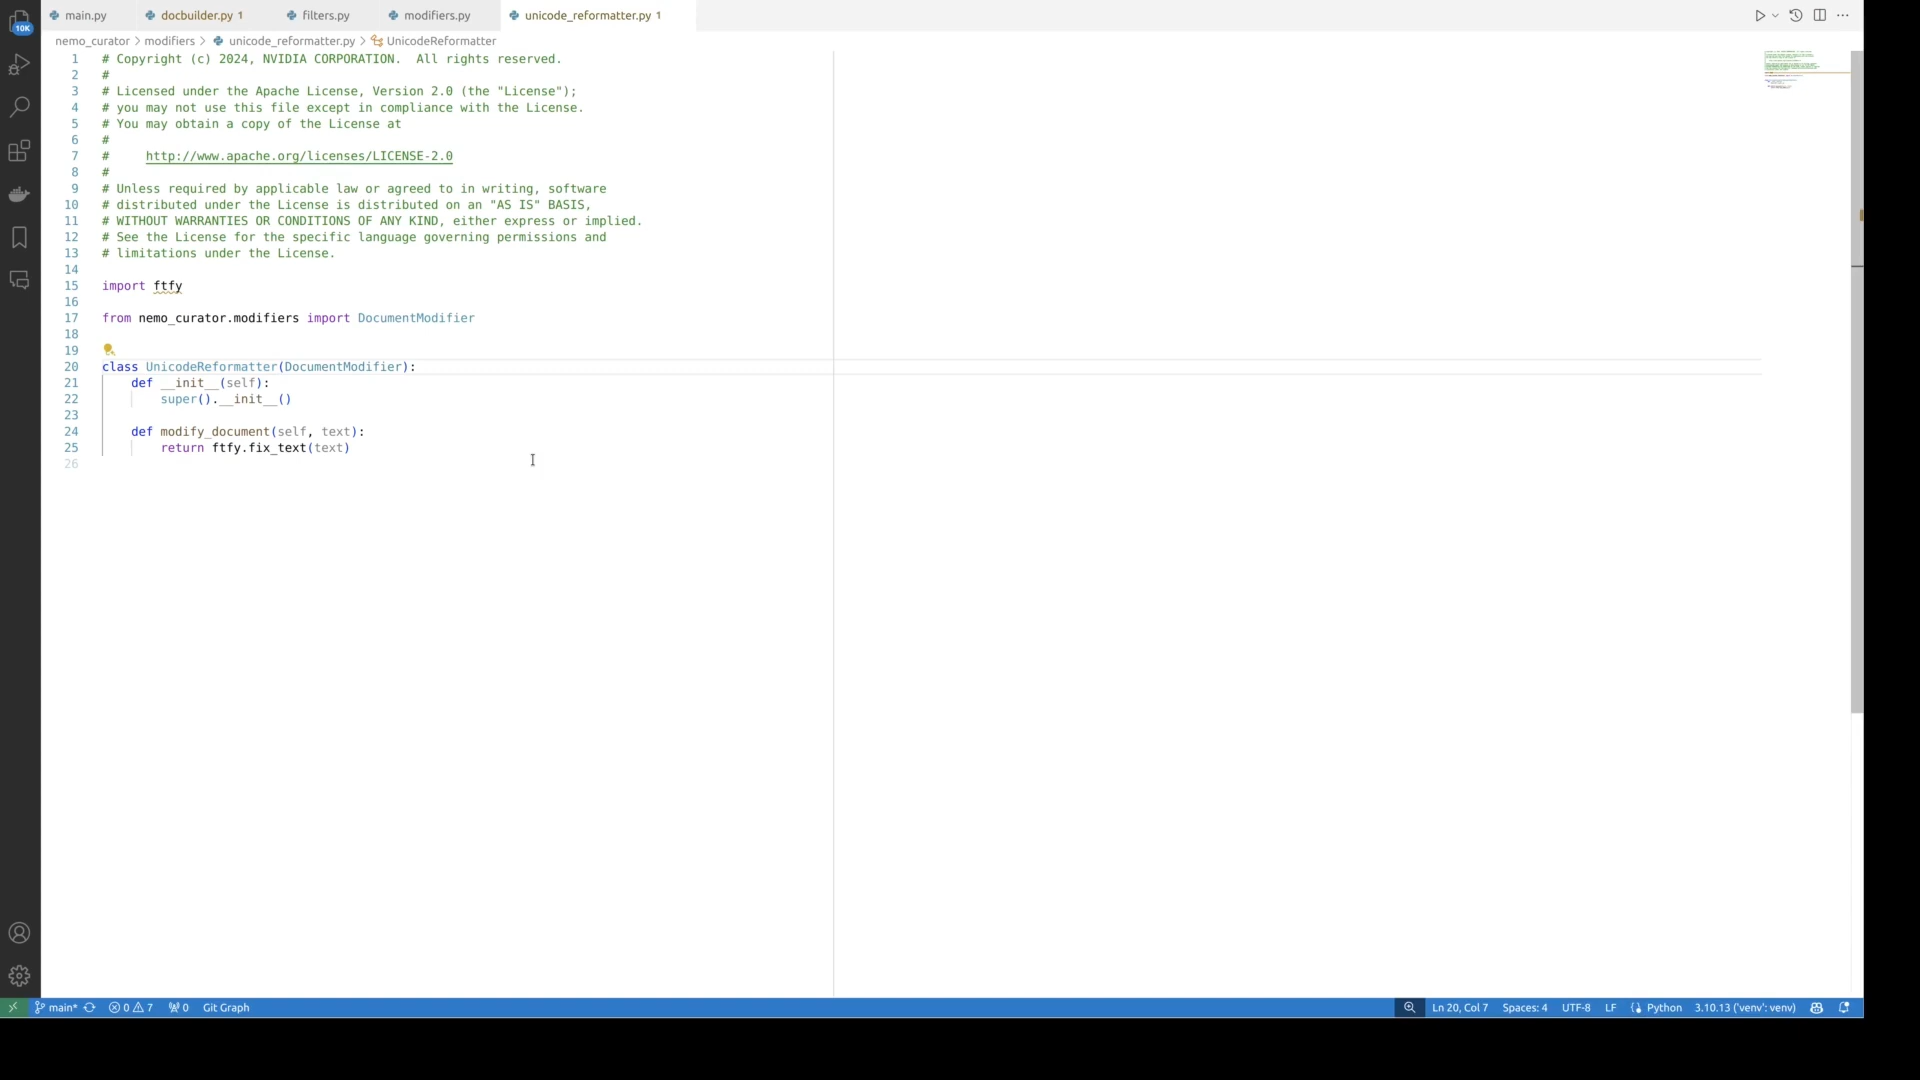 main.py
docbuilder.py 1
filters.py
modifiers.py
unicode_reformatter.py 1
nemo_curator > modifiers > unicode_reformatter.py > UnicodeReformatter
10K
1 # Copyright (c) 2024, NVIDIA CORPORATION.  All rights reserved.
2 #
3 # Licensed under the Apache License, Version 2.0 (the "License");
4 # you may not use this file except in compliance with the License.
5 # You may obtain a copy of the License at
6 #
7 #     http://www.apache.org/licenses/LICENSE-2.0
8 #
9 # Unless required by applicable law or agreed to in writing, software
10 # distributed under the License is distributed on an "AS IS" BASIS,
11 # WITHOUT WARRANTIES OR CONDITIONS OF ANY KIND, either express or implied.
12 # See the License for the specific language governing permissions and
13 # limitations under the License.
14
15 import ftfy
16
17 from nemo_curator.modifiers import DocumentModifier
18
19
20 class UnicodeReformatter(DocumentModifier):
21     def __init__(self):
22         super().__init__()
23
24     def modify_document(self, text):
25         return ftfy.fix_text(text)
26
main* 0 7 0 Git Graph Ln 20, Col 7 Spaces: 4 UTF-8 LF Python 3.10.13 ('venv': venv)